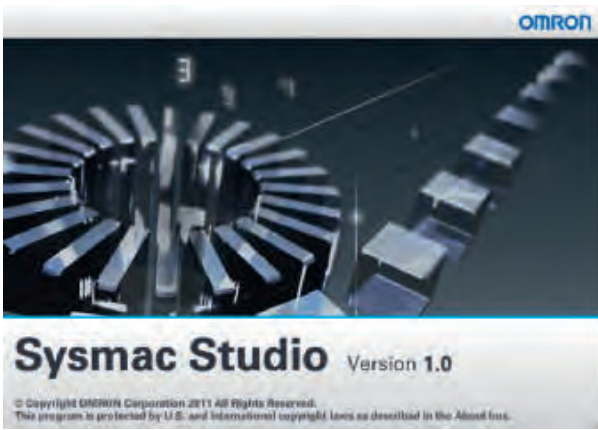 OMRON
3
Sysmac Studio Version 1.0
© Copyright OMRON Corporation 2011 All Rights Reserved.
This program is protected by U.S. and international copyright laws as described in the About box.